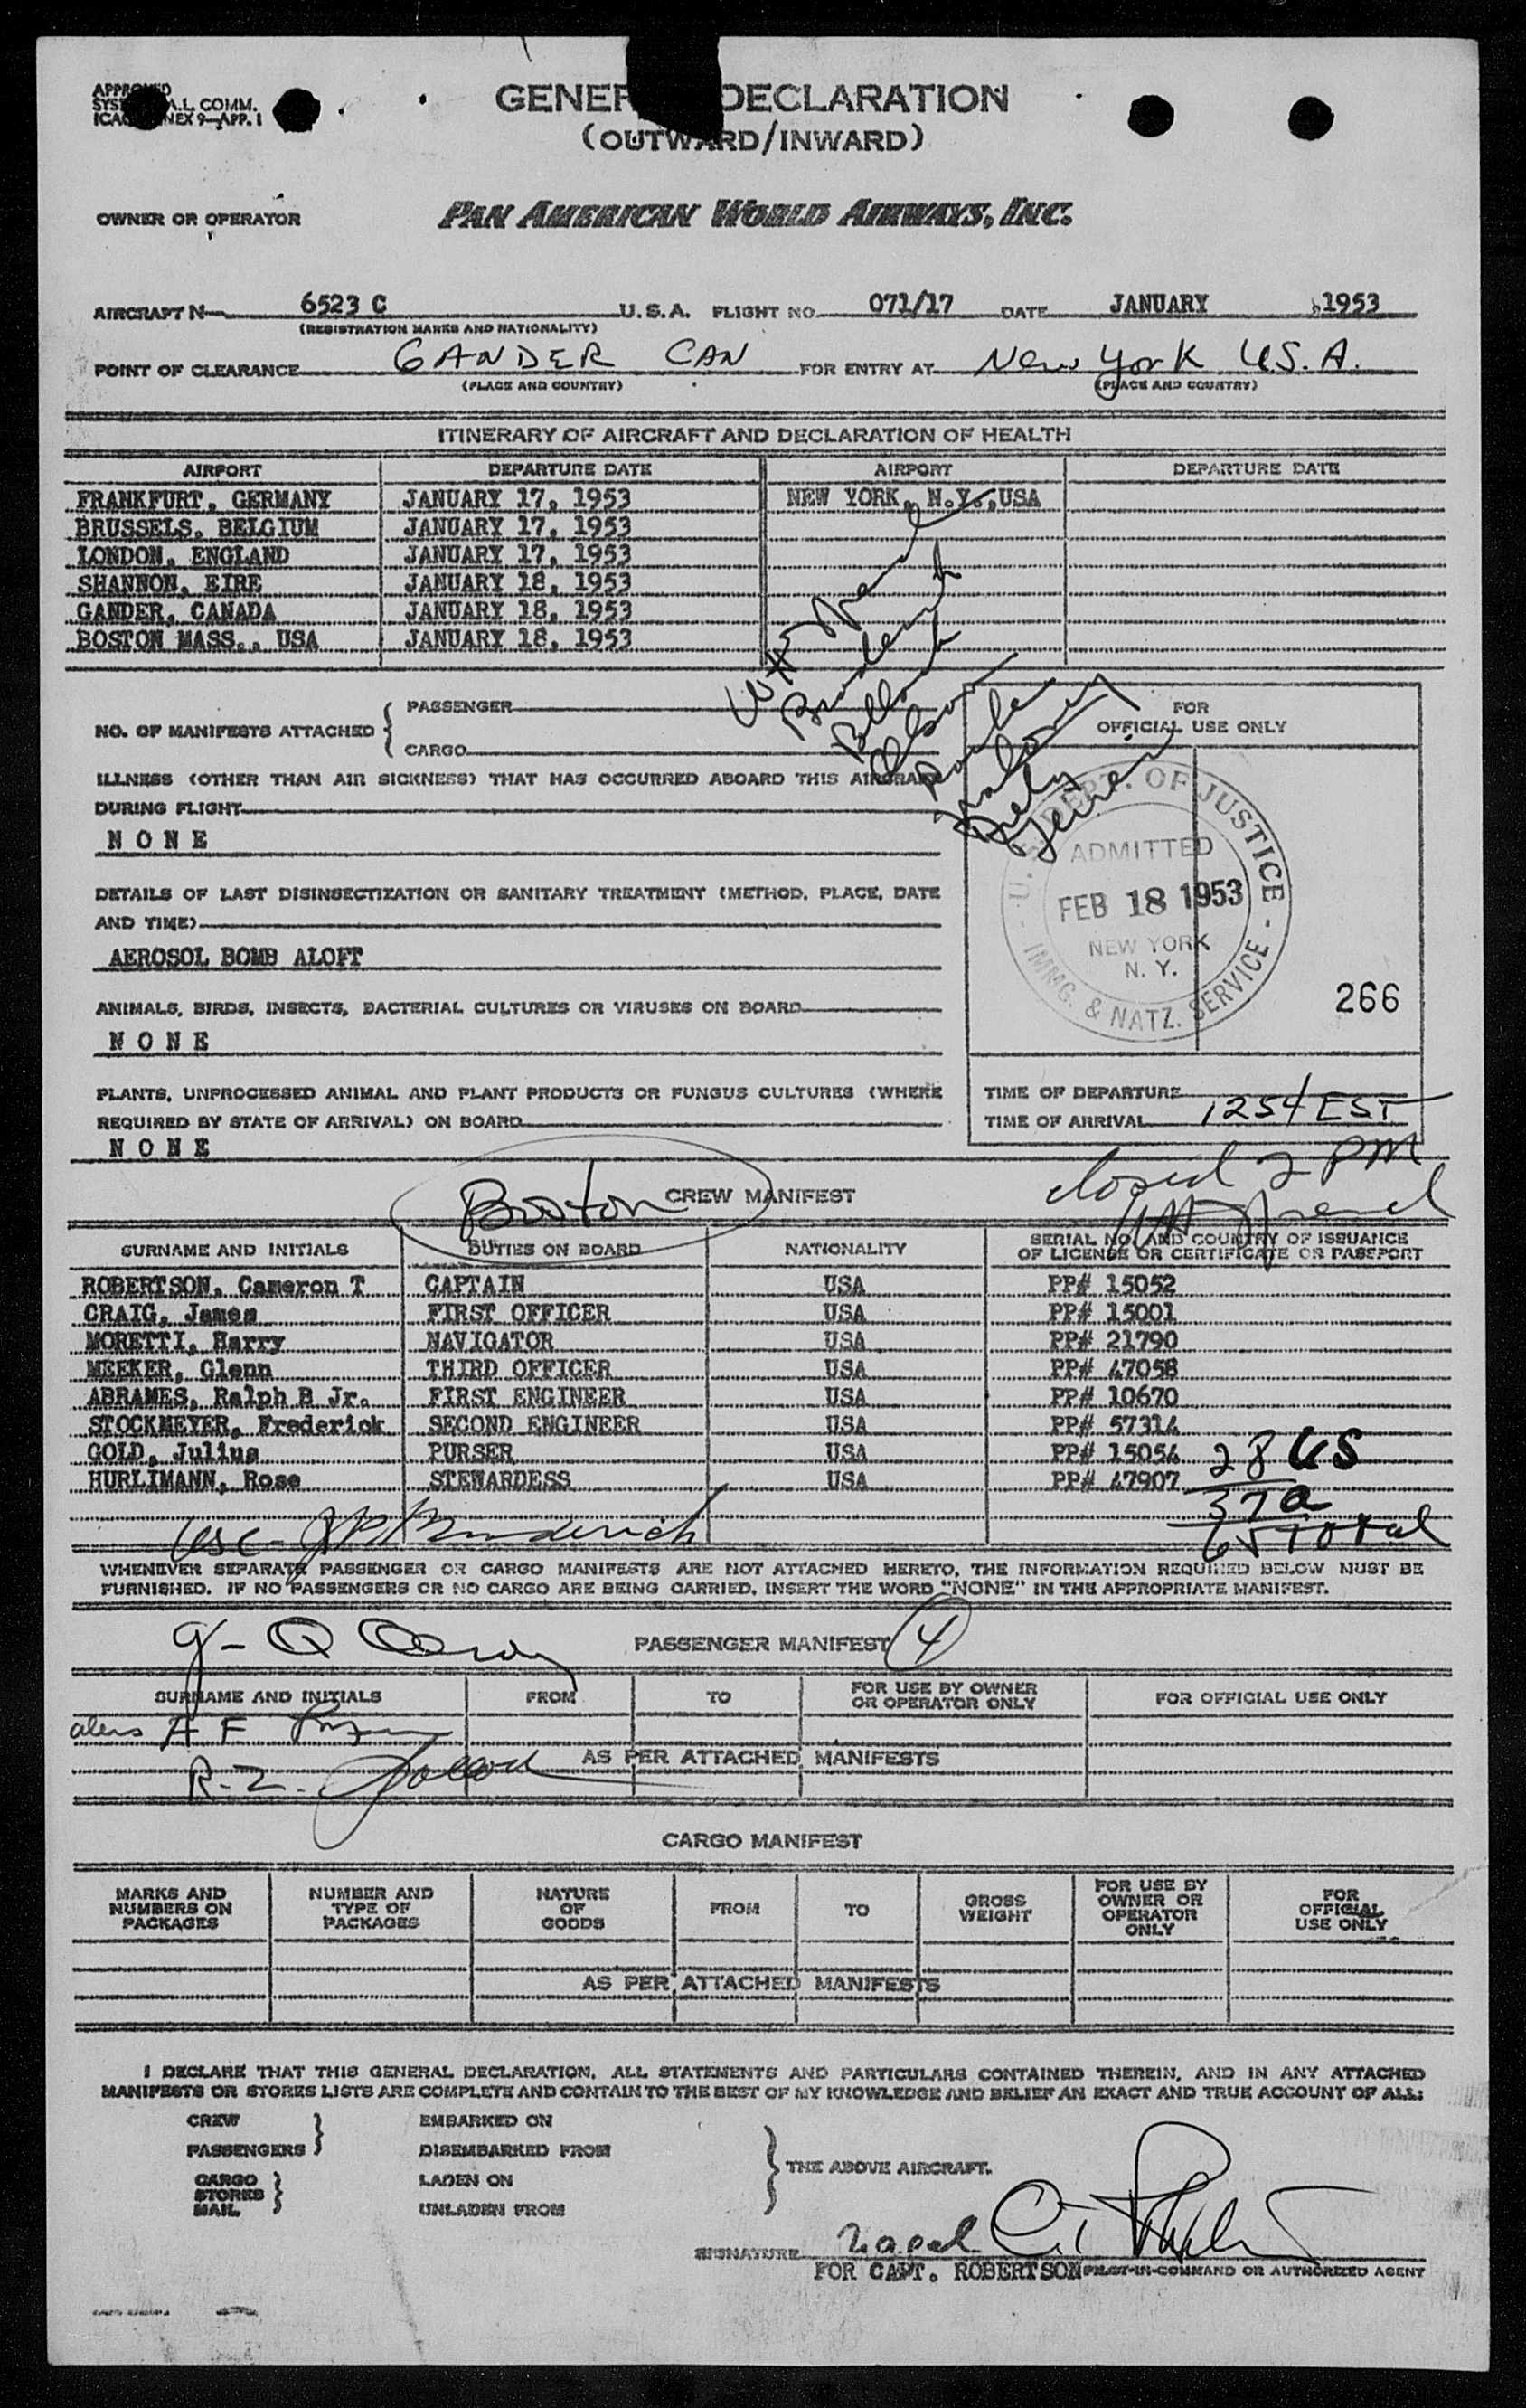 APPROVED
A.L. COMM.
NEX 9—APP. 1
DECLARATION
(OUTWARD/INWARD)
OWNER OR OPERATOR PAN AMERICAN WORLD AIRWAYS, INC.
AIRCRAFT N 6523 C U.S.A. FLIGHT NO. 071/17 DATE JANUARY 1953
(REGISTRATION MARKS AND NATIONALITY)
POINT OF CLEARANCE GANDER CAN FOR ENTRY AT New York U.S.A.
(PLACE AND COUNTRY) (PLACE AND COUNTRY)
ITINERARY OF AIRCRAFT AND DECLARATION OF HEALTH
AIRPORT DEPARTURE DATE AIRPORT DEPARTURE DATE
FRANKFURT, GERMANY JANUARY 17, 1953 NEW YORK, N.Y.,USA
BRUSSELS, BELGIUM JANUARY 17, 1953
LONDON, ENGLAND JANUARY 17, 1953
SHANNON, EIRE JANUARY 18, 1953
GANDER, CANADA JANUARY 18, 1953
BOSTON MASS., USA JANUARY 18, 1953
NO. OF MANIFESTS ATTACHED { PASSENGER
CARGO
FOR
OFFICIAL USE ONLY
ILLNESS (OTHER THAN AIR SICKNESS) THAT HAS OCCURRED ABOARD THIS AIRCRAFT
DURING FLIGHT
N O N E
DETAILS OF LAST DISINSECTIZATION OR SANITARY TREATMENT (METHOD, PLACE, DATE
AND TIME)
AEROSOL BOMB ALOFT
U.S. DEPT. OF JUSTICE
ADMITTED
FEB 18 1953
NEW YORK
N. Y.
IMMG. & NATZ. SERVICE
266
ANIMALS, BIRDS, INSECTS, BACTERIAL CULTURES OR VIRUSES ON BOARD
N O N E
PLANTS, UNPROCESSED ANIMAL AND PLANT PRODUCTS OR FUNGUS CULTURES (WHERE
REQUIRED BY STATE OF ARRIVAL) ON BOARD
N O N E
TIME OF DEPARTURE
TIME OF ARRIVAL 1254 EST
closed 2 PM
Boston CREW MANIFEST
SURNAME AND INITIALS DUTIES ON BOARD NATIONALITY SERIAL NO. AND COUNTRY OF ISSUANCE
OF LICENSE OR CERTIFICATE OR PASSPORT
ROBERTSON, Cameron T CAPTAIN USA PP# 15052
CRAIG, James FIRST OFFICER USA PP# 15001
MORETTI, Harry NAVIGATOR USA PP# 21790
MEEKER, Glenn THIRD OFFICER USA PP# 47058
ABRAMES, Ralph B Jr. FIRST ENGINEER USA PP# 10670
STOCKMEYER, Frederick SECOND ENGINEER USA PP# 57314
GOLD, Julius PURSER USA PP# 15054
HURLIMANN, Rose STEWARDESS USA PP# 47907
28 US
37 a
65 Total
WHENEVER SEPARATE PASSENGER OR CARGO MANIFESTS ARE NOT ATTACHED HERETO, THE INFORMATION REQUIRED BELOW MUST BE
FURNISHED. IF NO PASSENGERS OR NO CARGO ARE BEING CARRIED, INSERT THE WORD "NONE" IN THE APPROPRIATE MANIFEST.
PASSENGER MANIFEST 4
SURNAME AND INITIALS FROM TO FOR USE BY OWNER
OR OPERATOR ONLY FOR OFFICIAL USE ONLY
AS PER ATTACHED MANIFESTS
CARGO MANIFEST
MARKS AND
NUMBERS ON
PACKAGES
NUMBER AND
TYPE OF
PACKAGES
NATURE
OF
GOODS
FROM
TO
GROSS
WEIGHT
FOR USE BY
OWNER OR
OPERATOR
ONLY
FOR
OFFICIAL
USE ONLY
AS PER ATTACHED MANIFESTS
I DECLARE THAT THIS GENERAL DECLARATION, ALL STATEMENTS AND PARTICULARS CONTAINED THEREIN, AND IN ANY ATTACHED
MANIFESTS OR STORES LISTS ARE COMPLETE AND CONTAIN TO THE BEST OF MY KNOWLEDGE AND BELIEF AN EXACT AND TRUE ACCOUNT OF ALL:
CREW EMBARKED ON
PASSENGERS DISEMBARKED FROM
THE ABOVE AIRCRAFT.
CARGO LADEN ON
STORES
MAIL UNLADEN FROM
SIGNATURE
FOR CAPT. ROBERTSON PILOT-IN-COMMAND OR AUTHORIZED AGENT